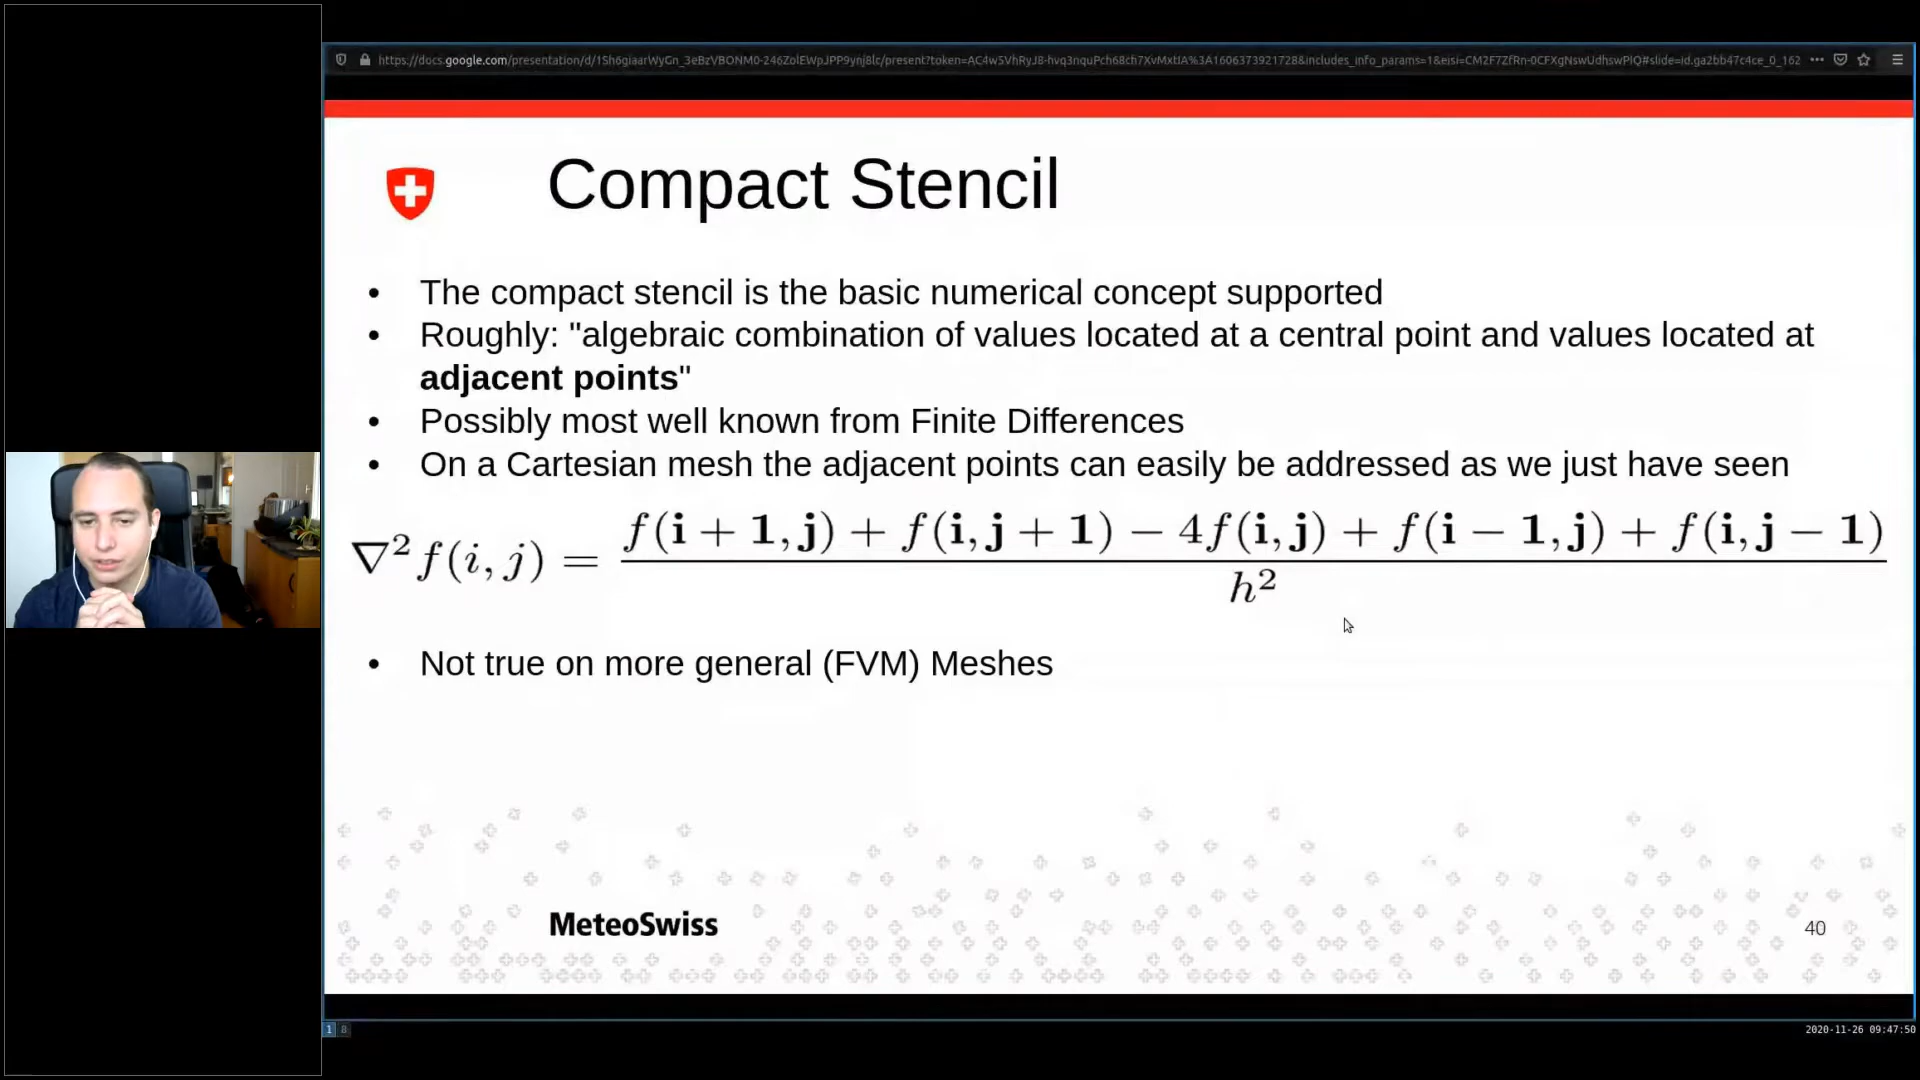 https://docs.google.com/presentation/d/1Sh6giaarWyGn_3eBzVBONM0-246ZolEWpJPP9ynj8lc/present?token=AC4w5VhRyJ8-hvq3nquPch68ch7XvMxtIA%3A1606373921728&includes_info_params=1&eisi=CM2F7ZfRn-0CFXgNswUdhswPlQ#slide=id.ga2bb47c4ce_0_162
Compact Stencil
• The compact stencil is the basic numerical concept supported
• Roughly: "algebraic combination of values located at a central point and values located at
adjacent points"
• Possibly most well known from Finite Differences
• On a Cartesian mesh the adjacent points can easily be addressed as we just have seen
∇²f(i, j) = f(i + 1, j) + f(i, j + 1) − 4f(i, j) + f(i − 1, j) + f(i, j − 1)
h²
• Not true on more general (FVM) Meshes
MeteoSwiss
40
1 8
2020-11-26 09:47:50